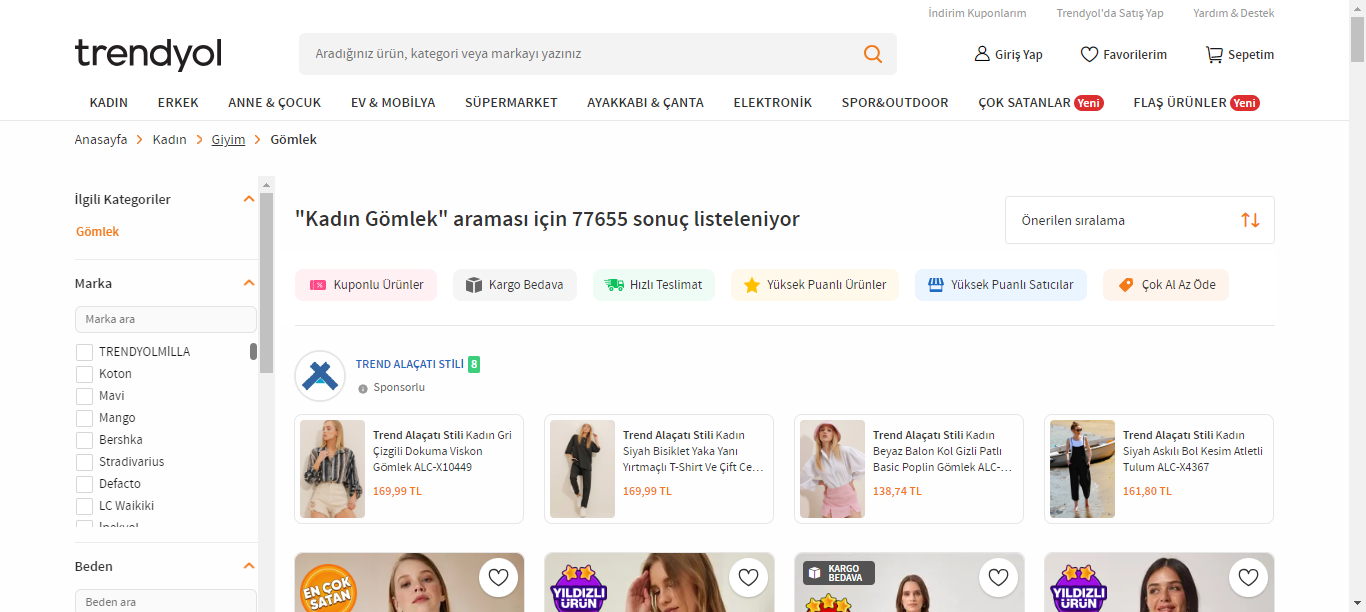 İndirim Kuponlarım Trendyol'da Satış Yap Yardım & Destek
trendyol
Aradığınız ürün, kategori veya markayı yazınız
Giriş Yap Favorilerim Sepetim
KADIN ERKEK ANNE & ÇOCUK EV & MOBİLYA SÜPERMARKET AYAKKABI & ÇANTA ELEKTRONİK SPOR&OUTDOOR ÇOK SATANLAR Yeni FLAŞ ÜRÜNLER Yeni
Anasayfa Kadın Giyim Gömlek
İlgili Kategoriler
Gömlek
Marka
Marka ara
TRENDYOLMİLLA
Koton
Mavi
Mango
Bershka
Stradivarius
Defacto
LC Waikiki
İpekyol
Beden
Beden ara
"Kadın Gömlek" araması için 77655 sonuç listeleniyor
Önerilen sıralama
Kuponlu Ürünler Kargo Bedava Hızlı Teslimat Yüksek Puanlı Ürünler Yüksek Puanlı Satıcılar Çok Al Az Öde
TREND ALAÇATI STİLİ 8
Sponsorlu
Trend Alaçatı Stili Kadın Gri
Çizgili Dokuma Viskon
Gömlek ALC-X10449
169,99 TL
Trend Alaçatı Stili Kadın
Siyah Bisiklet Yaka Yanı
Yırtmaçlı T-Shirt Ve Çift Ce...
169,99 TL
Trend Alaçatı Stili Kadın
Beyaz Balon Kol Gizli Patlı
Basic Poplin Gömlek ALC-...
138,74 TL
Trend Alaçatı Stili Kadın
Siyah Askılı Bol Kesim Atletli
Tulum ALC-X4367
161,80 TL
EN ÇOK
SATAN
YILDIZLI
ÜRÜN
KARGO
BEDAVA
YILDIZLI
ÜRÜN